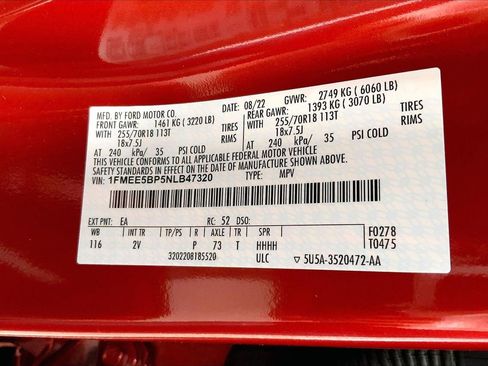 MFD. BY FORD MOTOR CO. 08/22 GVWR: 2749 KG ( 6060 LB)
FRONT GAWR: 1461 KG ( 3220 LB) REAR GAWR: 1393 KG ( 3070 LB)
WITH 255/70R18 113T TIRES WITH 255/70R18 113T TIRES
18x7.5J RIMS 18x7.5J RIMS
AT 240 kPa/ 35 PSI COLD AT 240 kPa/ 35 PSI COLD
THIS VEHICLE CONFORMS TO ALL APPLICABLE FEDERAL MOTOR VEHICLE
SAFETY STANDARDS IN EFFECT ON THE DATE OF MANUFACTURE SHOWN ABOVE.
VIN: 1FMEE5BP5NLB47320 TYPE: MPV
EXT PNT: EA RC: 52 DSO: F0278
WB INT TR TP/PS R AXLE TR SPR T0475
116 2V P 73 T HHHH
3202208185520 ULC ▽ 5U5A-3520472-AA